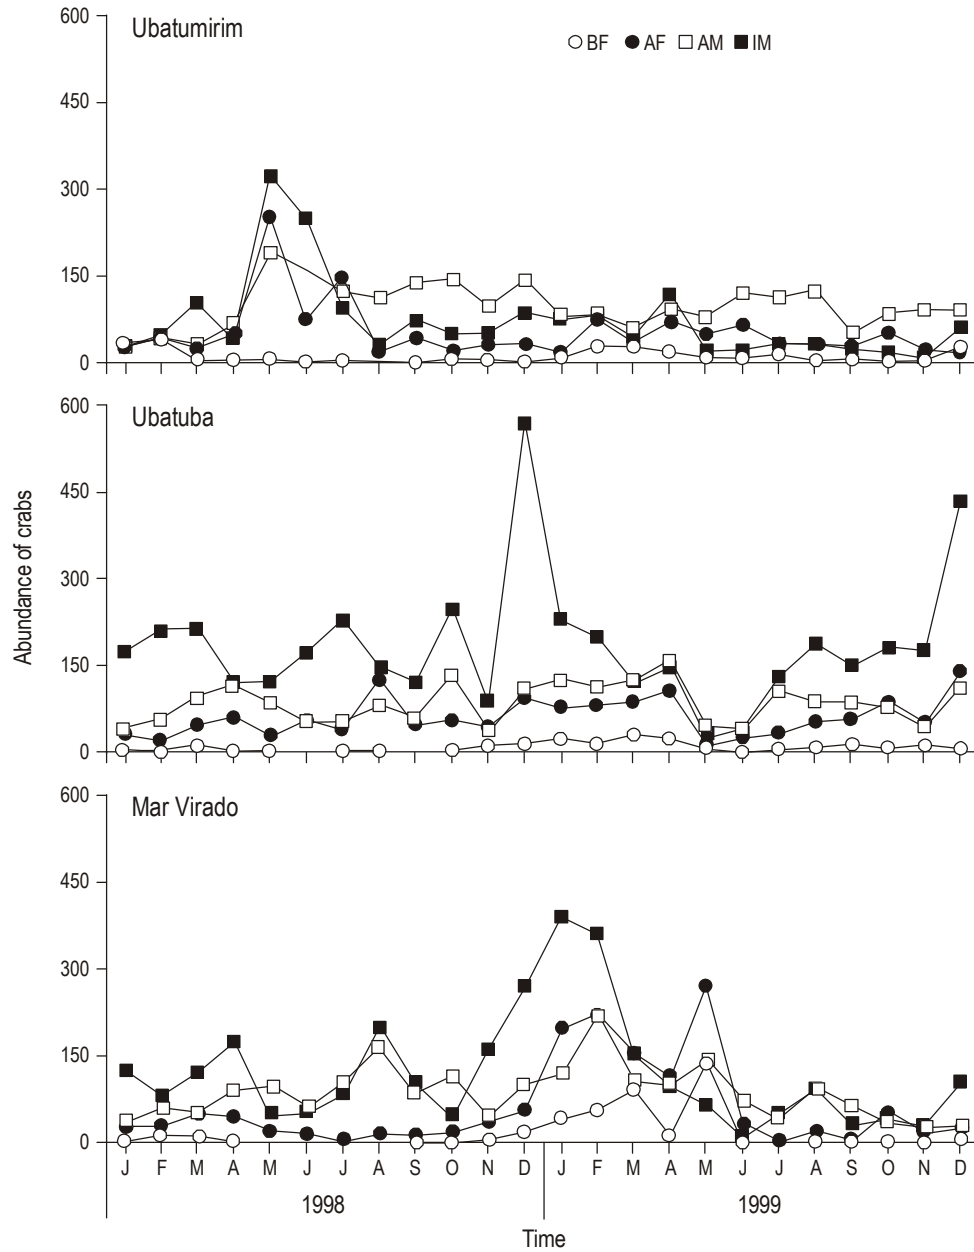 600
Ubatumirim
BF AF AM IM
450
300
150
0
600
Ubatuba
450
300
150
0
Abundance of crabs
600
Mar Virado
450
300
150
0
J F M A M J J A S O N D J F M A M J J A S O N D
1998 1999
Time